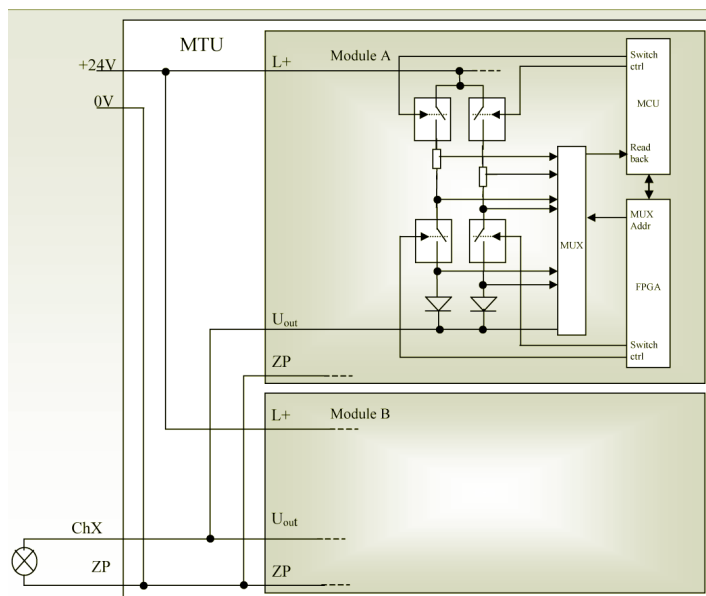 MTU
+24V
0V
L+ Module A
Switch
ctrl
MCU
Read
back
MUX
MUX
Addr
FPGA
Switch
ctrl
Uout
ZP
L+ Module B
Uout
ZP
ChX
ZP